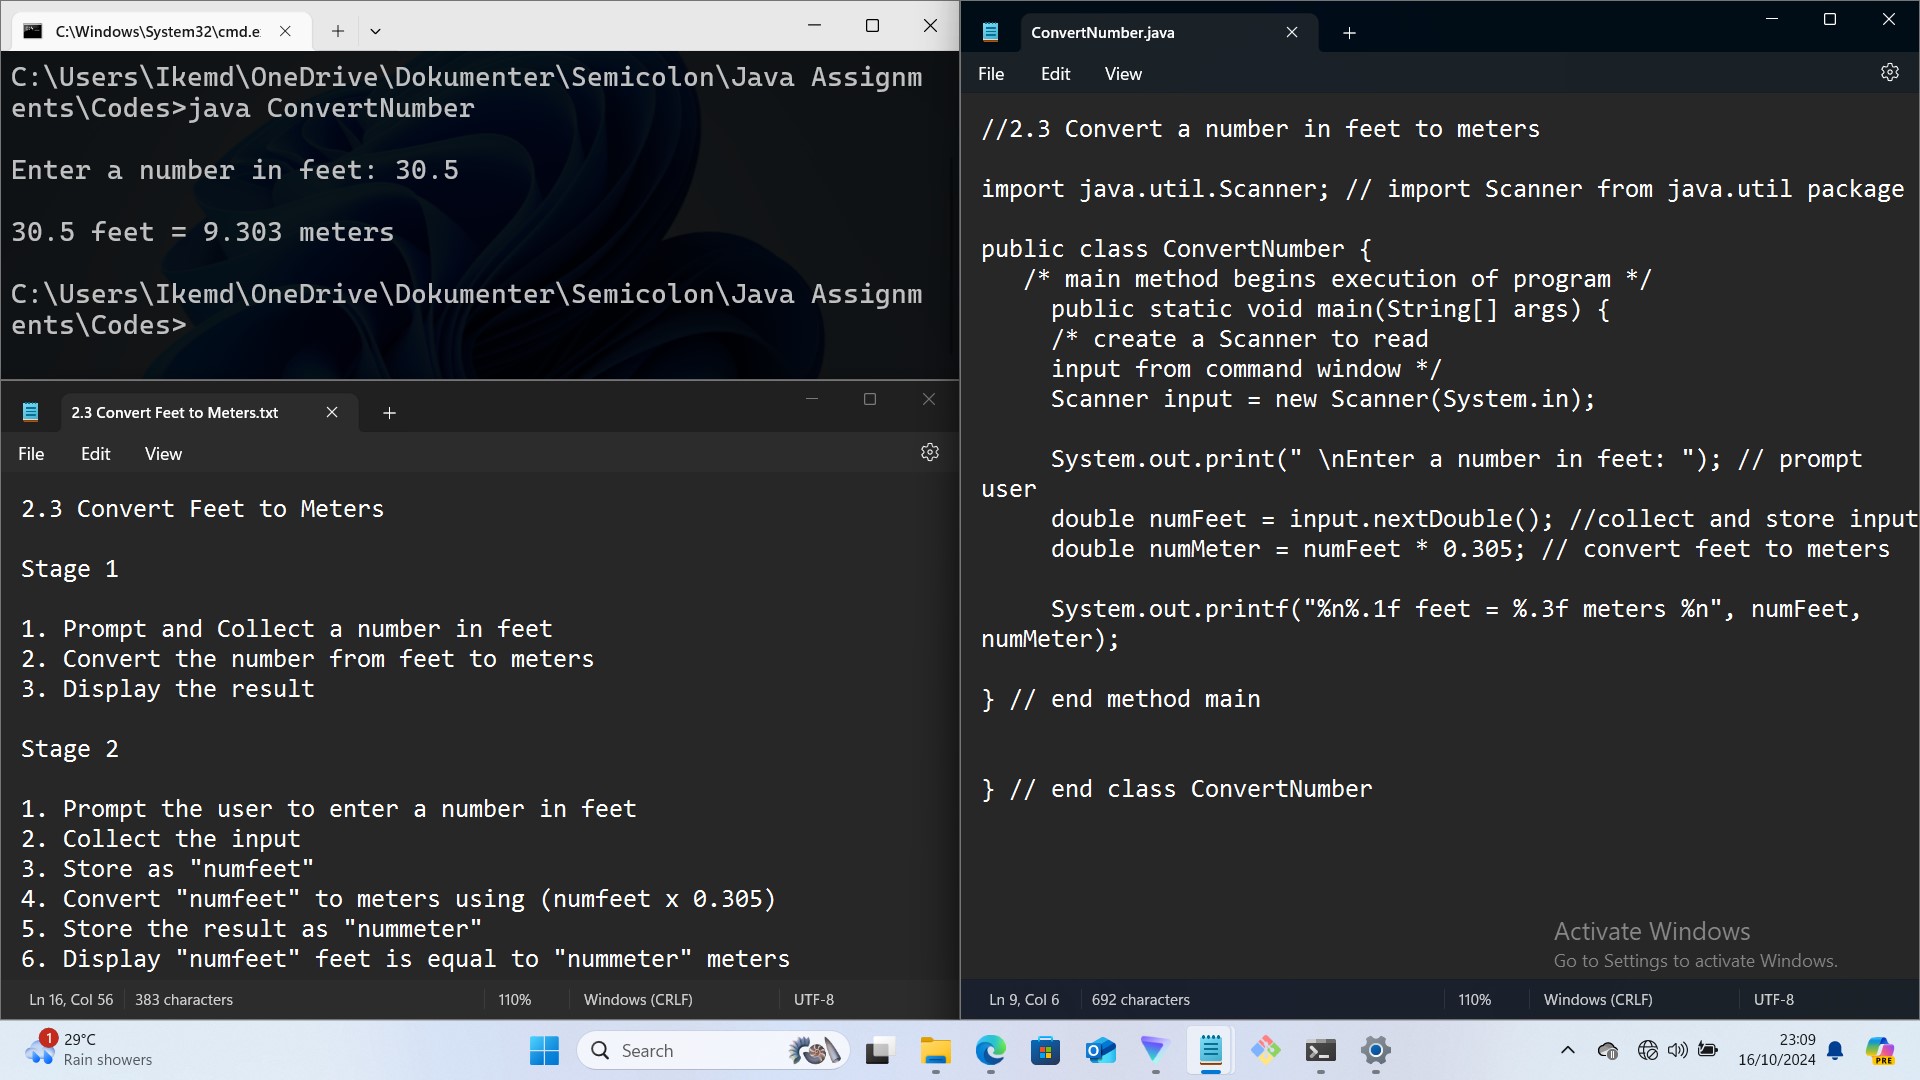 C:\Windows\System32\cmd.e
C:\Users\Ikemd\OneDrive\Dokumenter\Semicolon\Java Assignm
ents\Codes>java ConvertNumber
Enter a number in feet: 30.5
30.5 feet = 9.303 meters
C:\Users\Ikemd\OneDrive\Dokumenter\Semicolon\Java Assignm
ents\Codes>
2.3 Convert Feet to Meters.txt
File Edit View
2.3 Convert Feet to Meters
Stage 1
1. Prompt and Collect a number in feet
2. Convert the number from feet to meters
3. Display the result
Stage 2
1. Prompt the user to enter a number in feet
2. Collect the input
3. Store as "numfeet"
4. Convert "numfeet" to meters using (numfeet x 0.305)
5. Store the result as "nummeter"
6. Display "numfeet" feet is equal to "nummeter" meters
Ln 16, Col 56 383 characters 110% Windows (CRLF) UTF-8
ConvertNumber.java
File Edit View
//2.3 Convert a number in feet to meters
import java.util.Scanner; // import Scanner from java.util package
public class ConvertNumber {
/* main method begins execution of program */
public static void main(String[] args) {
/* create a Scanner to read
input from command window */
Scanner input = new Scanner(System.in);
System.out.print(" \nEnter a number in feet: "); // prompt
user
double numFeet = input.nextDouble(); //collect and store input
double numMeter = numFeet * 0.305; // convert feet to meters
System.out.printf("%n%.1f feet = %.3f meters %n", numFeet,
numMeter);
} // end method main
} // end class ConvertNumber
Activate Windows
Go to Settings to activate Windows.
Ln 9, Col 6 692 characters 110% Windows (CRLF) UTF-8
1
29°C
Rain showers
Search
23:09
16/10/2024
PRE